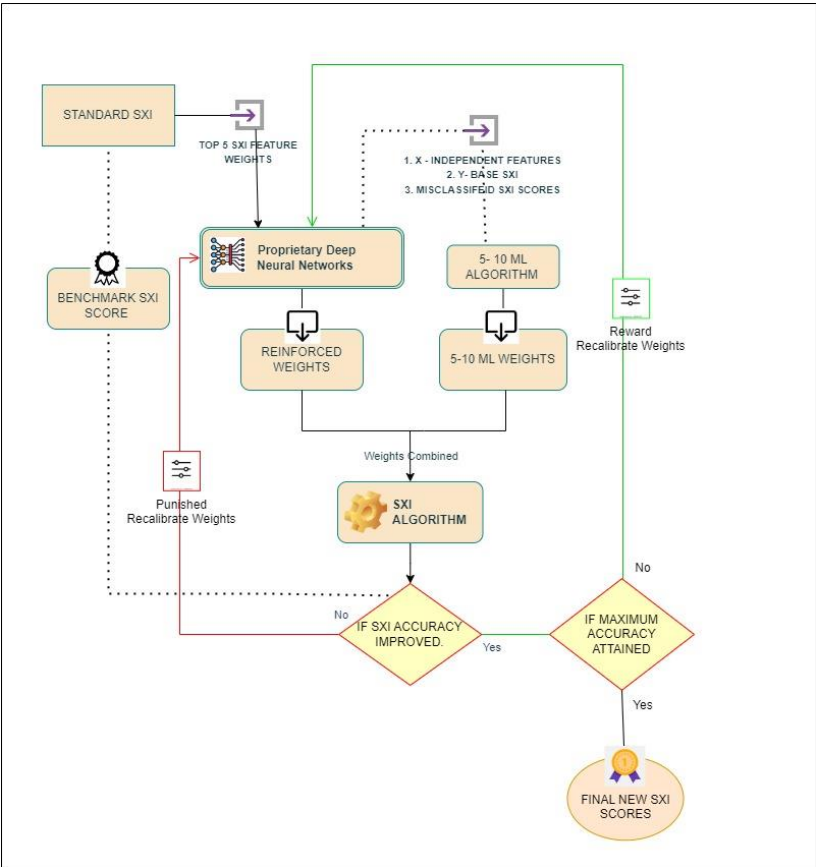 STANDARD SXI
TOP 5 SXI FEATURE
WEIGHTS
1. X - INDEPENDENT FEATURES
2. Y- BASE SXI
3. MISCLASSIFEID SXI SCORES
Proprietary Deep
Neural Networks
5- 10 ML
ALGORITHM
BENCHMARK SXI
SCORE
Reward
Recalibrate Weights
REINFORCED
WEIGHTS
5-10 ML WEIGHTS
Weights Combined
Punished
Recalibrate Weights
SXI
ALGORITHM
No
No
IF SXI ACCURACY
IMPROVED.
Yes
IF MAXIMUM
ACCURACY
ATTAINED
Yes
1
FINAL NEW SXI
SCORES